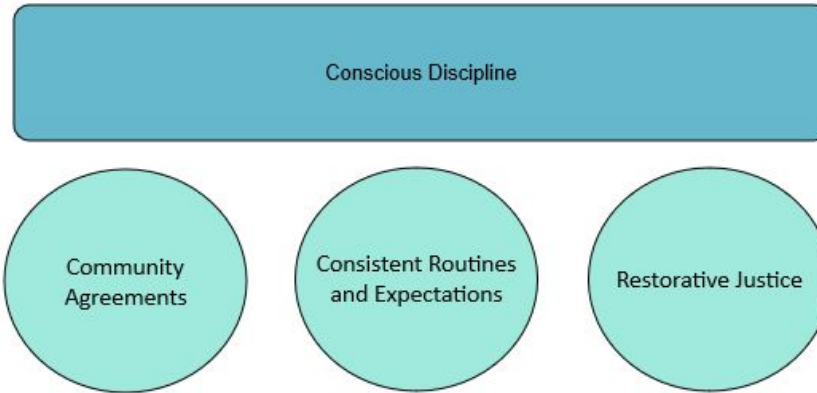 Conscious Discipline
Community
Agreements
Consistent Routines
and Expectations
Restorative Justice